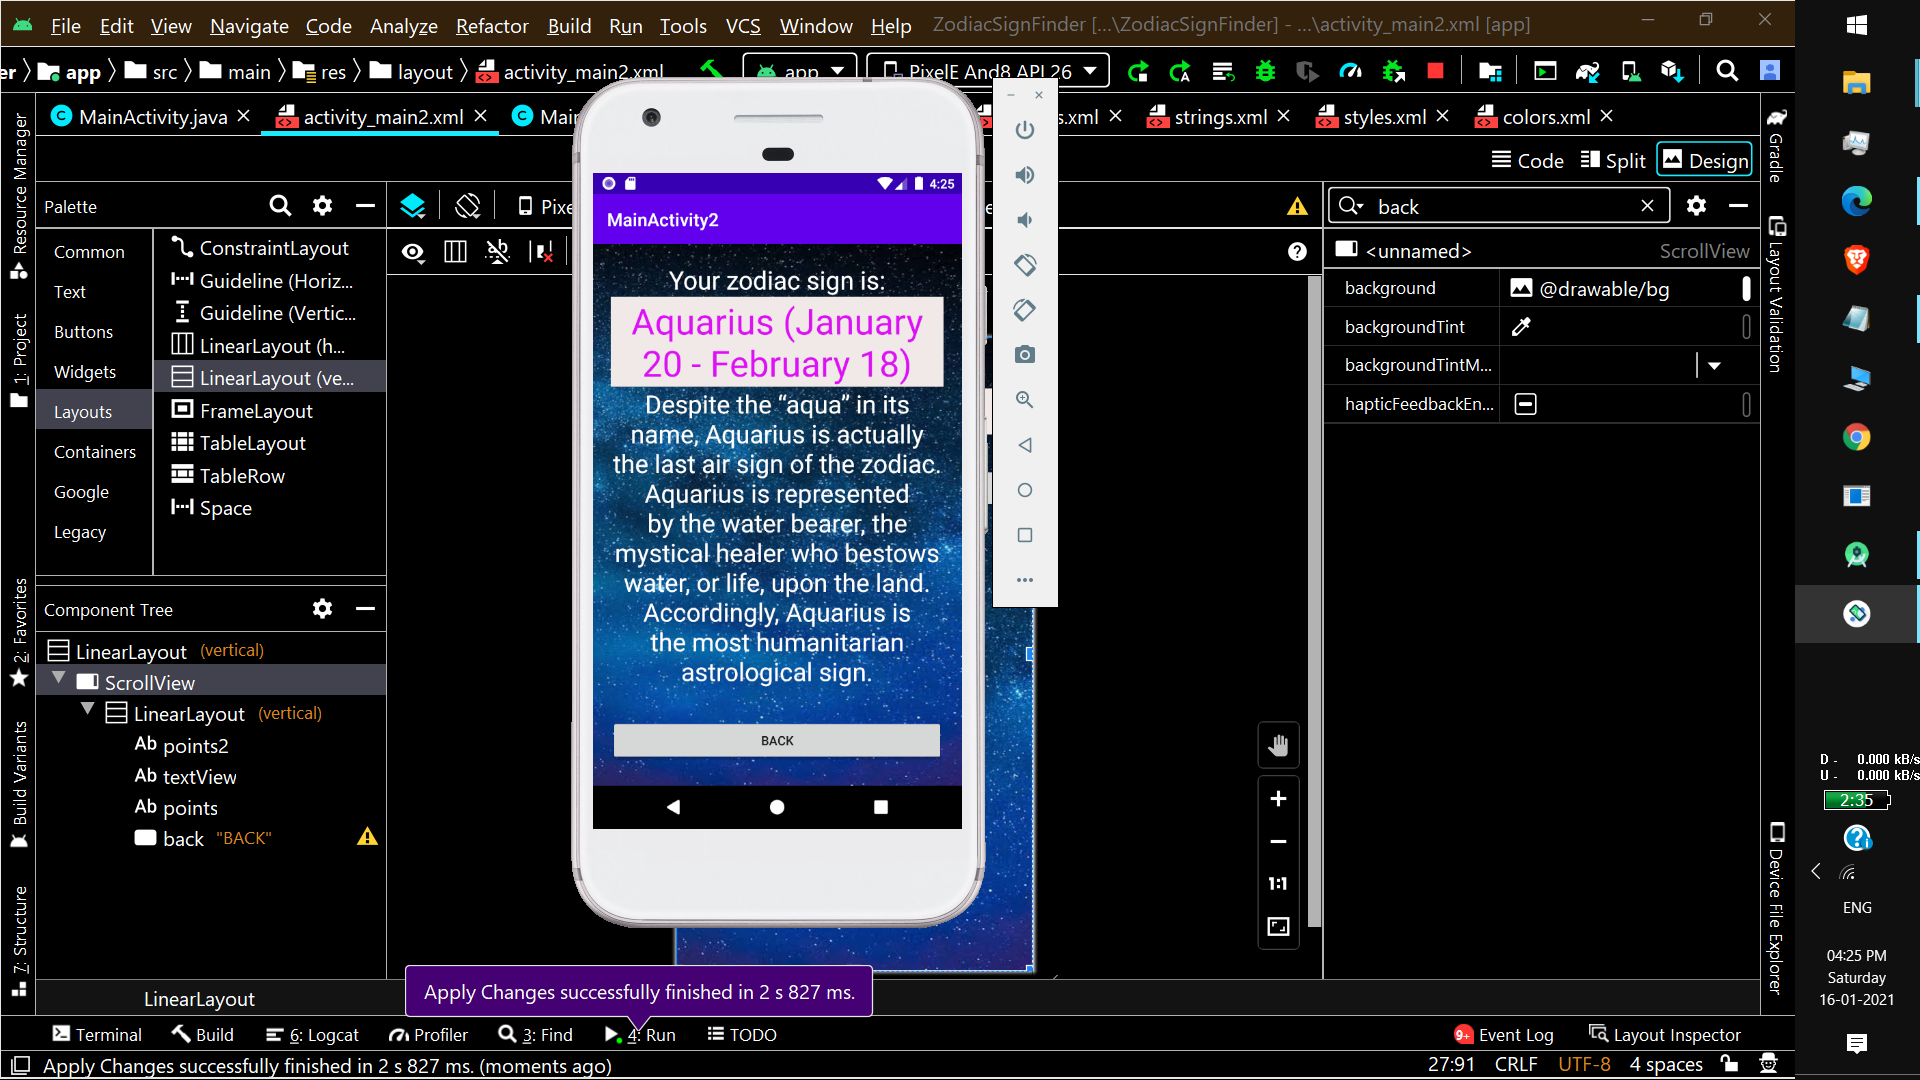 File Edit View Navigate Code Analyze Refactor Build Run Tools VCS Window Help ZodiacSignFinder [...\ZodiacSignFinder] - ...\activity_main2.xml [app]
er app src main res layout activity_main2.xml app PixelE And8 API 26
MainActivity.java activity_main2.xml Mai s.xml strings.xml styles.xml colors.xml
Code Split Design
Resource Manager
1: Project
2: Favorites
Build Variants
7: Structure
Palette
Common
Text
Buttons
Widgets
Layouts
Containers
Google
Legacy
ConstraintLayout
Guideline (Horiz...
Guideline (Vertic...
LinearLayout (h...
LinearLayout (ve...
FrameLayout
TableLayout
TableRow
Space
Component Tree
LinearLayout (vertical)
ScrollView
LinearLayout (vertical)
Ab points2
Ab textView
Ab points
back "BACK"
Pixe
4:25
MainActivity2
Your zodiac sign is:
Aquarius (January
20 - February 18)
Despite the “aqua” in its
name, Aquarius is actually
the last air sign of the zodiac.
Aquarius is represented
by the water bearer, the
mystical healer who bestows
water, or life, upon the land.
Accordingly, Aquarius is
the most humanitarian
astrological sign.
BACK
1:1
back
<unnamed> ScrollView
background @drawable/bg
backgroundTint
backgroundTintM...
hapticFeedbackEn...
Gradle
Layout Validation
Device File Explorer
LinearLayout
Apply Changes successfully finished in 2 s 827 ms.
Terminal Build 6: Logcat Profiler 3: Find 4: Run TODO 9+ Event Log Layout Inspector
Apply Changes successfully finished in 2 s 827 ms. (moments ago) 27:91 CRLF UTF-8 4 spaces
D - 0.000 kB/s
U - 0.000 kB/s
2:35
ENG
04:25 PM
Saturday
16-01-2021